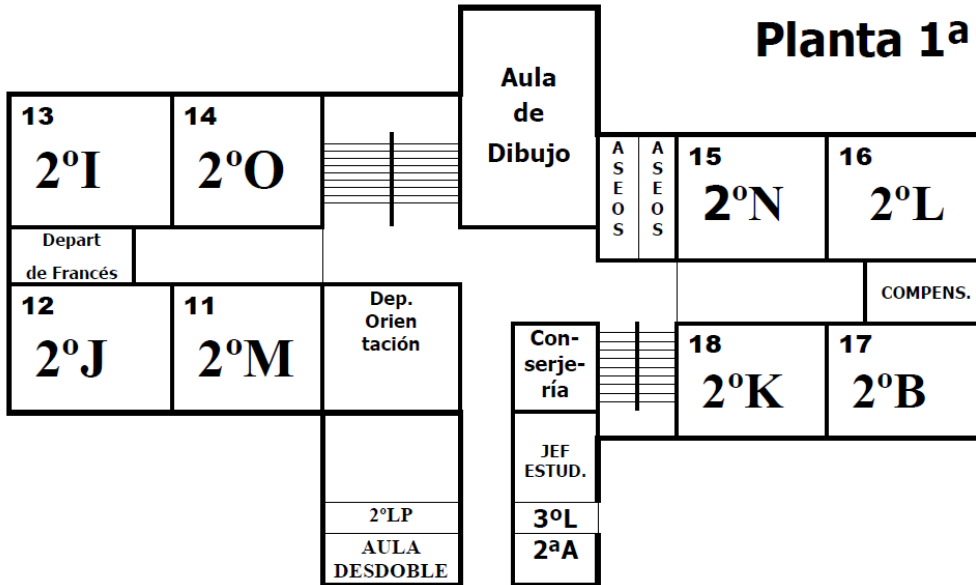 Planta 1ª
Aula
de
Dibujo
13
2ºI
14
2ºO
ASEOS
ASEOS
15
2ºN
16
2ºL
Depart
de Francés
COMPENS.
12
2ºJ
11
2ºM
Dep.
Orien
tación
Con-
serje-
ría
18
2ºK
17
2ºB
JEF
ESTUD.
2ºLP
3ºL
AULA
DESDOBLE
2ªA